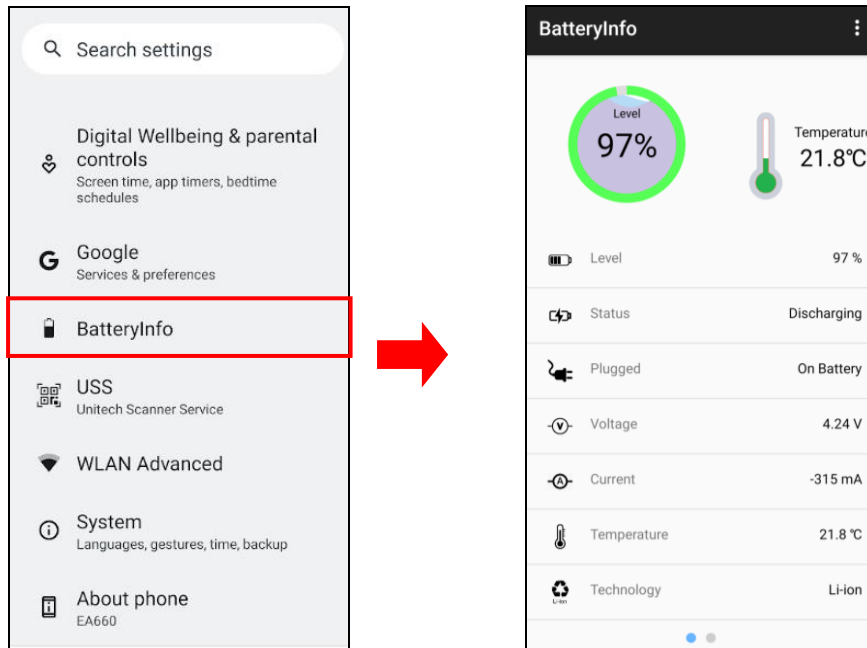 Search settings
Digital Wellbeing & parental
controls
Screen time, app timers, bedtime
schedules
Google
Services & preferences
BatteryInfo
USS
Unitech Scanner Service
WLAN Advanced
System
Languages, gestures, time, backup
About phone
EA660
BatteryInfo
Level
97%
Temperature
21.8℃
Level 97 %
Status Discharging
Plugged On Battery
V
Voltage 4.24 V
A
Current -315 mA
Temperature 21.8 ℃
Technology Li-ion
Li-ion